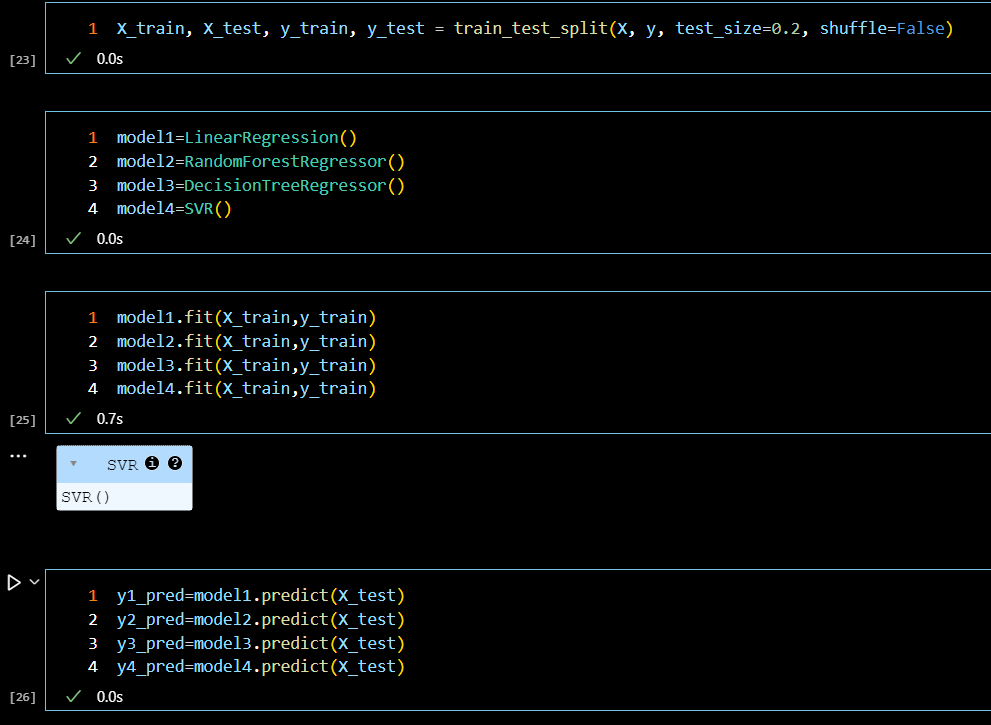 1 X_train, X_test, y_train, y_test = train_test_split(X, y, test_size=0.2, shuffle=False)
[23] ✓ 0.0s
1 model1=LinearRegression()
2 model2=RandomForestRegressor()
3 model3=DecisionTreeRegressor()
4 model4=SVR()
[24] ✓ 0.0s
1 model1.fit(X_train,y_train)
2 model2.fit(X_train,y_train)
3 model3.fit(X_train,y_train)
4 model4.fit(X_train,y_train)
[25] ✓ 0.7s
... 
▾ SVR i ?
SVR()
1 y1_pred=model1.predict(X_test)
2 y2_pred=model2.predict(X_test)
3 y3_pred=model3.predict(X_test)
4 y4_pred=model4.predict(X_test)
[26] ✓ 0.0s